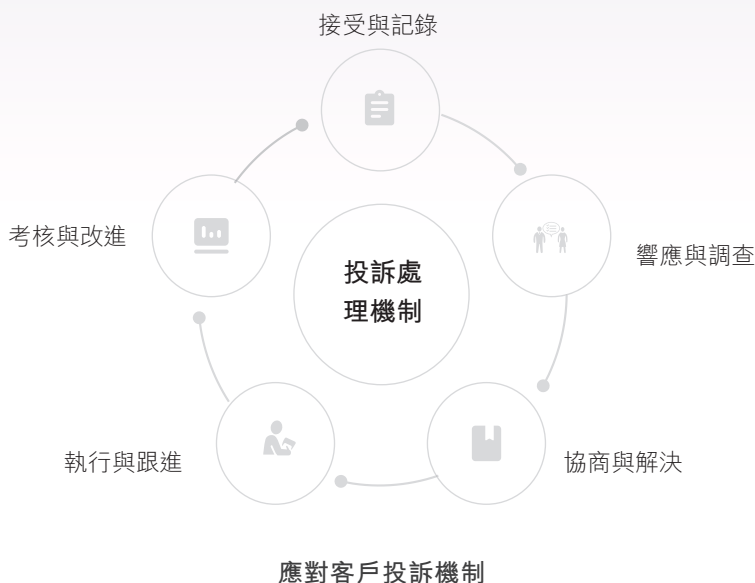 接受與記錄
考核與改進
響應與調查
投訴處
理機制
執行與跟進
協商與解決
應對客戶投訴機制